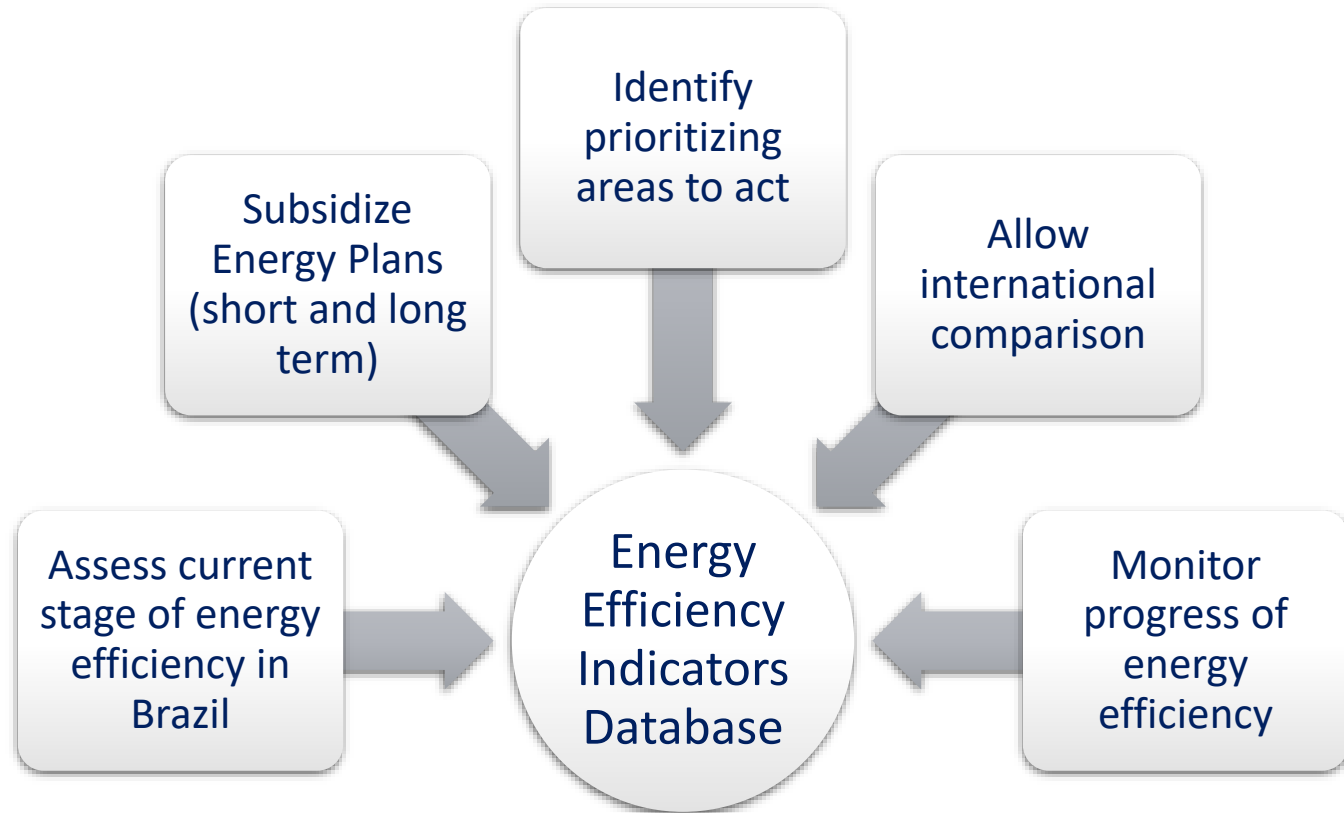 Assess current
stage of energy
efficiency in
Brazil
Subsidize
Energy Plans
(short and long
term)
Identify
prioritizing
areas to act
Allow
international
comparison
Monitor
progress of
energy
efficiency
Energy
Efficiency
Indicators
Database